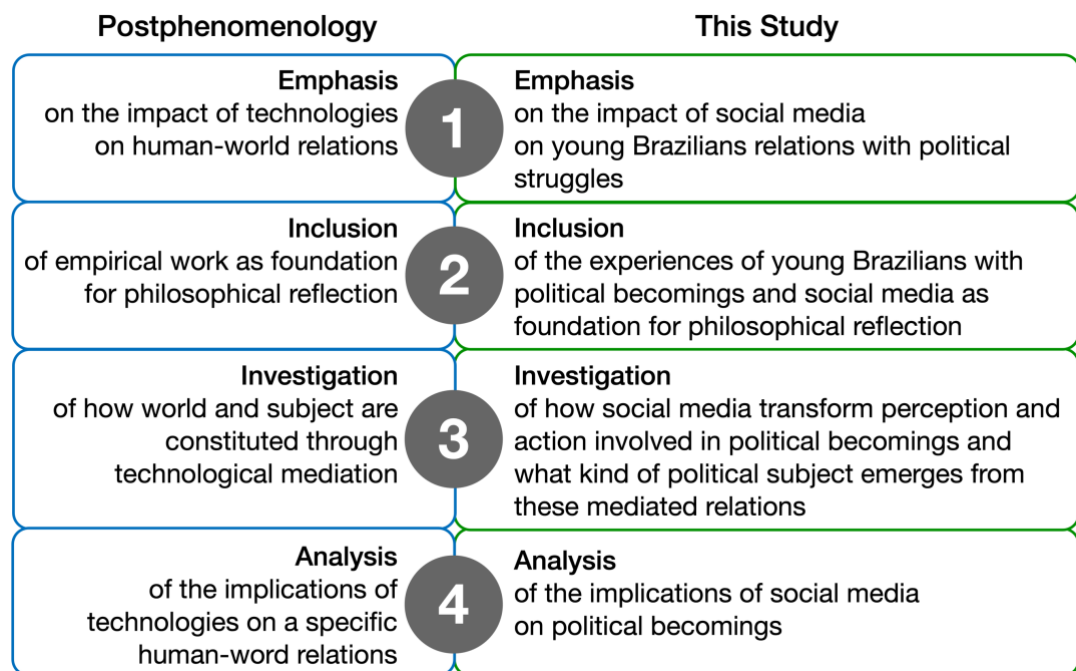 Postphenomenology
This Study
Emphasis
on the impact of technologies
on human-world relations
1
Emphasis
on the impact of social media
on young Brazilians relations with political
struggles
Inclusion
of empirical work as foundation
for philosophical reflection
2
Inclusion
of the experiences of young Brazilians with
political becomings and social media as
foundation for philosophical reflection
Investigation
of how world and subject are
constituted through
technological mediation
3
Investigation
of how social media transform perception and
action involved in political becomings and
what kind of political subject emerges from
these mediated relations
Analysis
of the implications of
technologies on a specific
human-word relations
4
Analysis
of the implications of social media
on political becomings